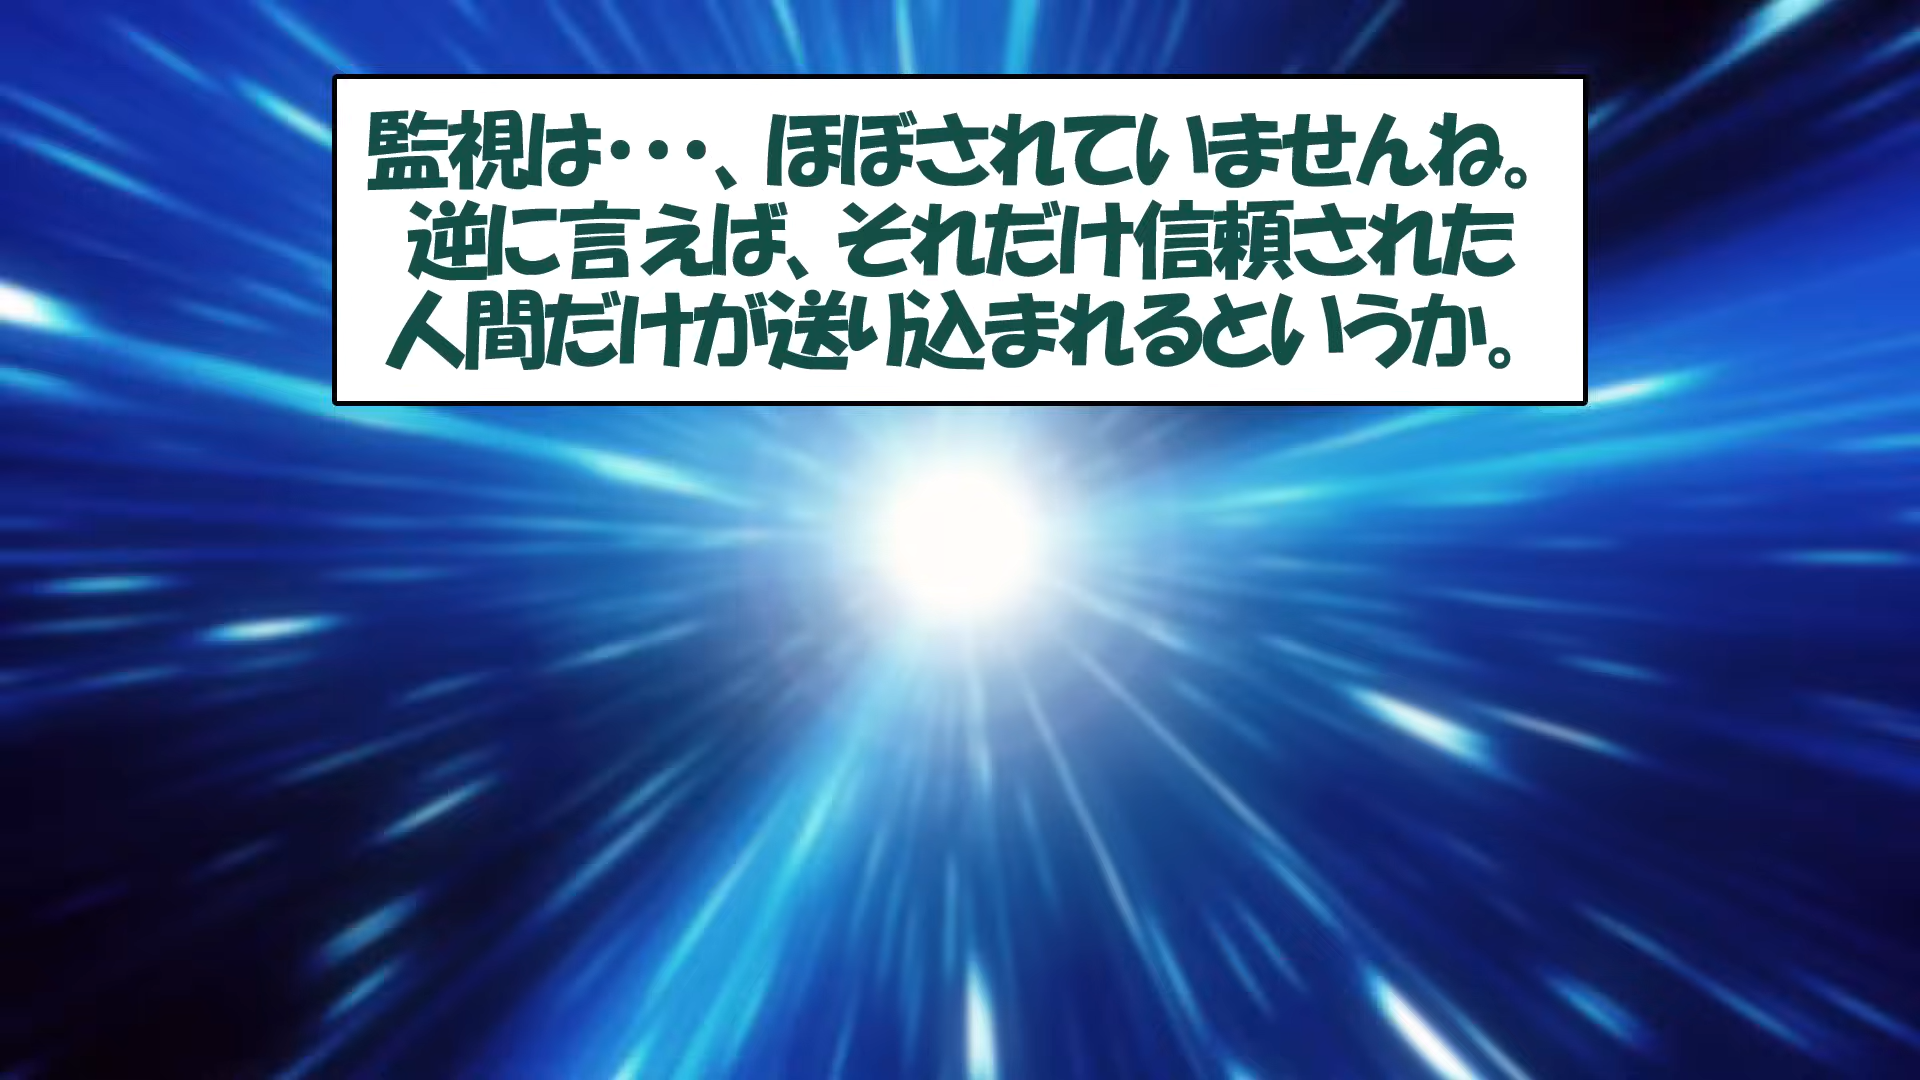 監視は・・・、ほぼされていませんね。
逆に言えば、それだけ信頼された
人間だけが送り込まれるというか。